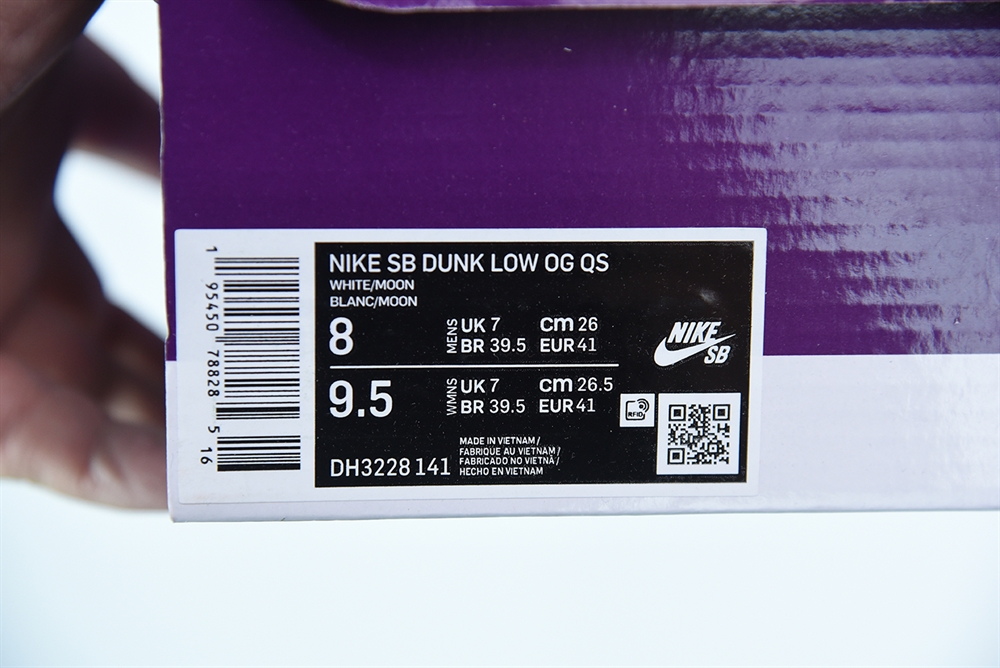 NIKE SB DUNK LOW OG QS
WHITE/MOON
BLANC/MOON
8 MENS UK 7 cm 26
BR 39.5 EUR 41
9.5 WMNS UK 7 cm 26.5
BR 39.5 EUR 41
NIKE
SB
RFID
DH3228 141
MADE IN VIETNAM /
FABRIQUE AU VIETNAM /
FABRICADO NO VIETNÃ /
HECHO EN VIETNAM
1 95450 78828 5
16